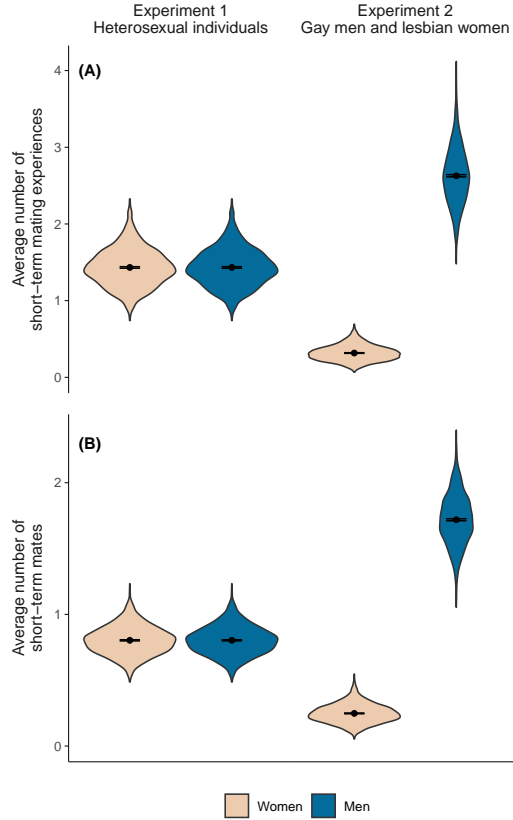 Experiment 1
Heterosexual individuals
Experiment 2
Gay men and lesbian women
(A)
Average number of
short−term mating experiences
4
3
2
1
0
(B)
Average number of
short−term mates
2
1
0
Women
Men